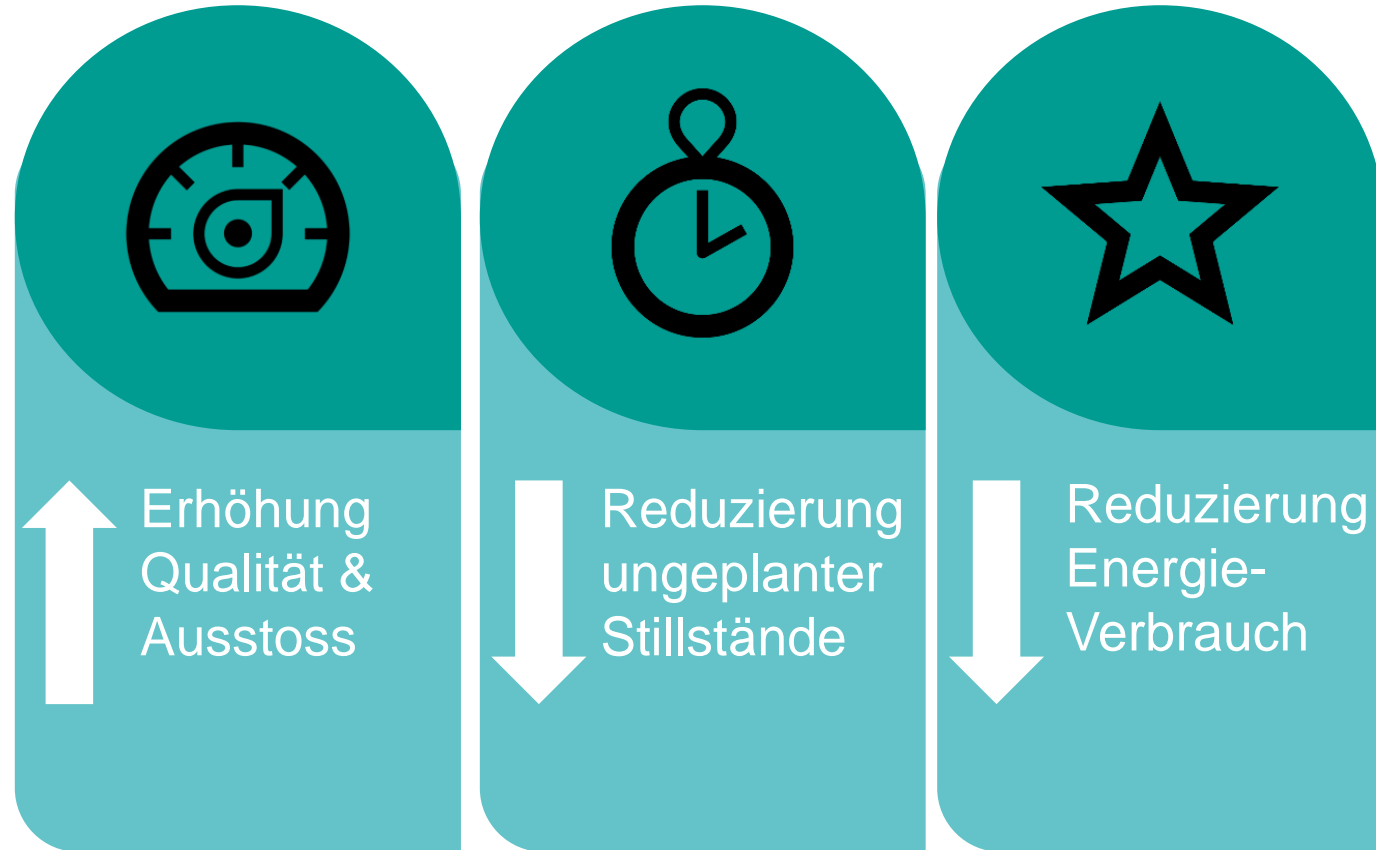 Erhöhung
Qualität &
Ausstoss
Reduzierung
ungeplanter
Stillstände
Reduzierung
Energie-
Verbrauch